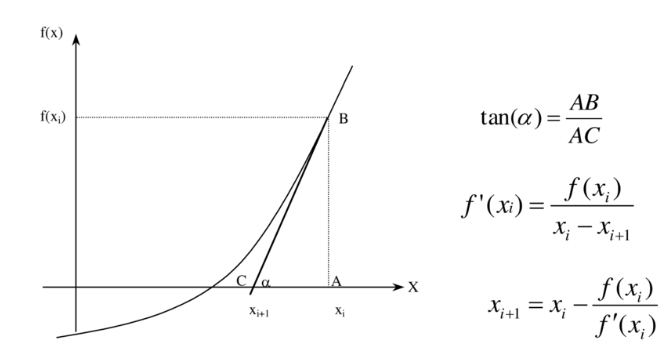 f(x)
f(xᵢ)
B
C α A X
xᵢ₊₁ xᵢ
tan(α) = AB / AC
f'(xᵢ) = f(xᵢ) / (xᵢ − xᵢ₊₁)
xᵢ₊₁ = xᵢ − f(xᵢ) / f'(xᵢ)